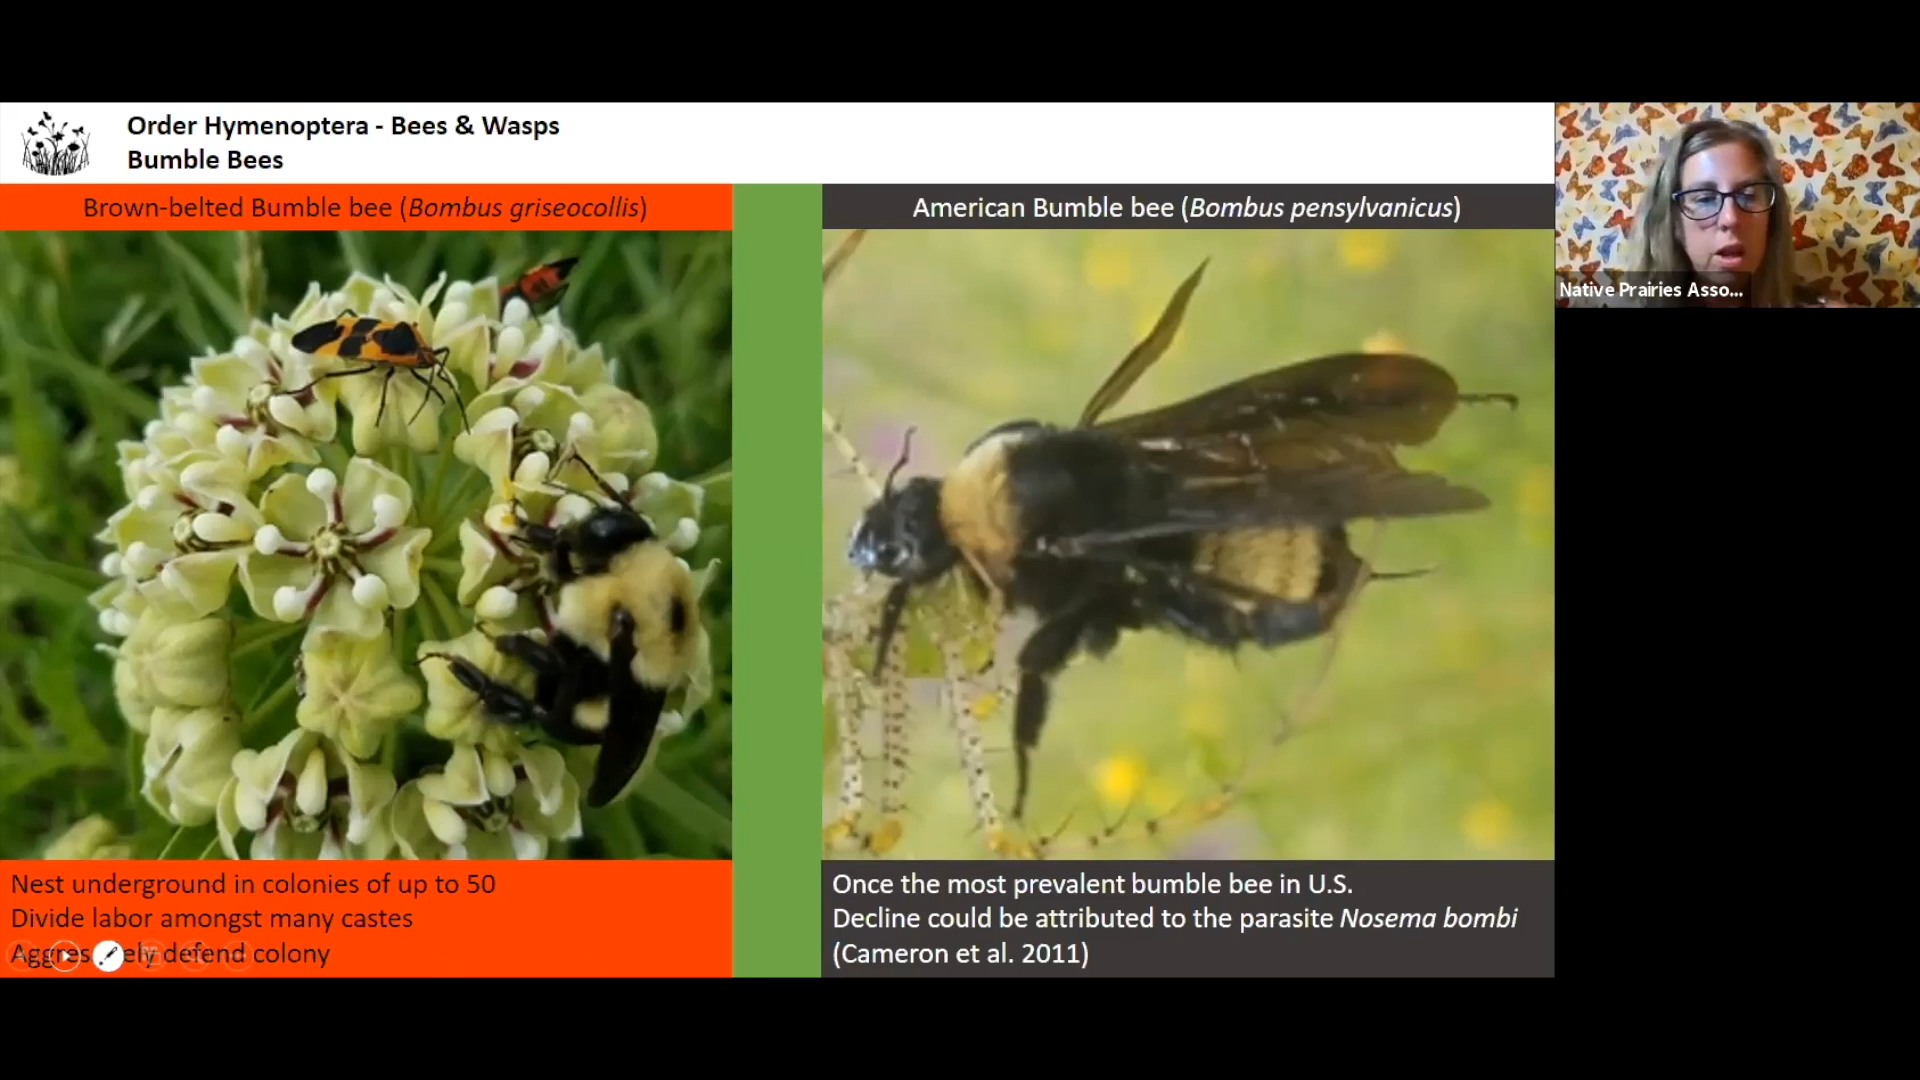 Order Hymenoptera - Bees & Wasps
Bumble Bees
Brown-belted Bumble bee (Bombus griseocollis)
American Bumble bee (Bombus pensylvanicus)
Native Prairies Asso...
Nest underground in colonies of up to 50
Divide labor amongst many castes
Aggressively defend colony
Once the most prevalent bumble bee in U.S.
Decline could be attributed to the parasite Nosema bombi
(Cameron et al. 2011)